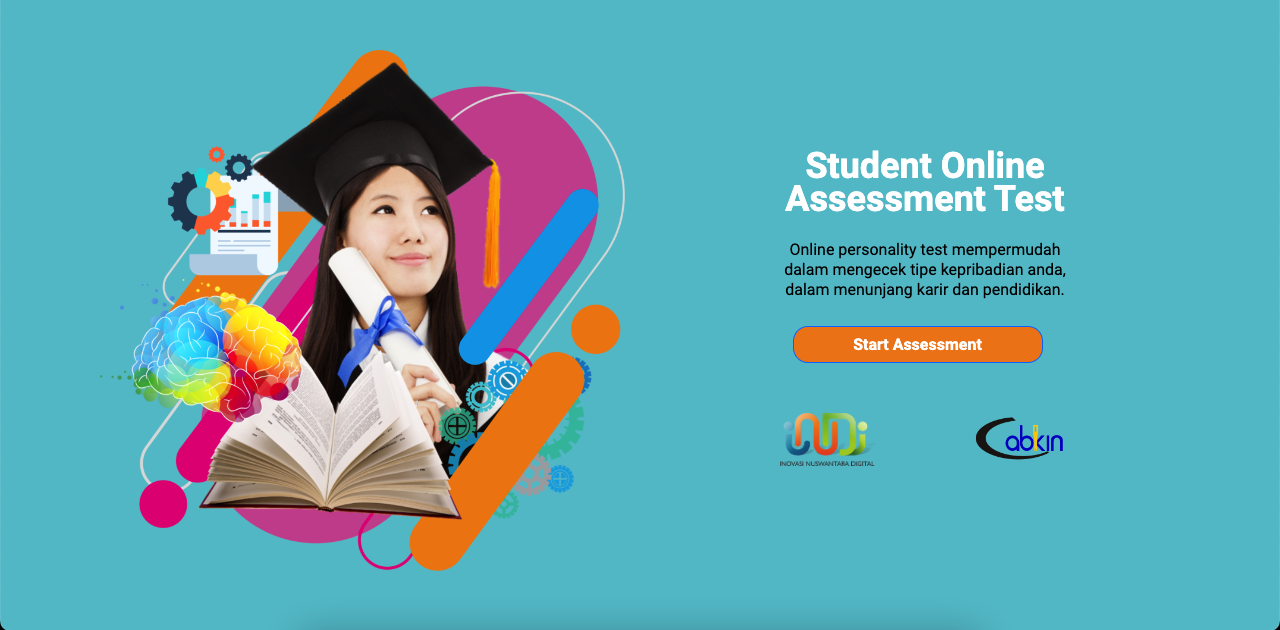 Student Online
Assessment Test
Online personality test mempermudah
dalam mengecek tipe kepribadian anda,
dalam menunjang karir dan pendidikan.
Start Assessment
INDi
INOVASI NUSWANTARA DIGITAL
abkin